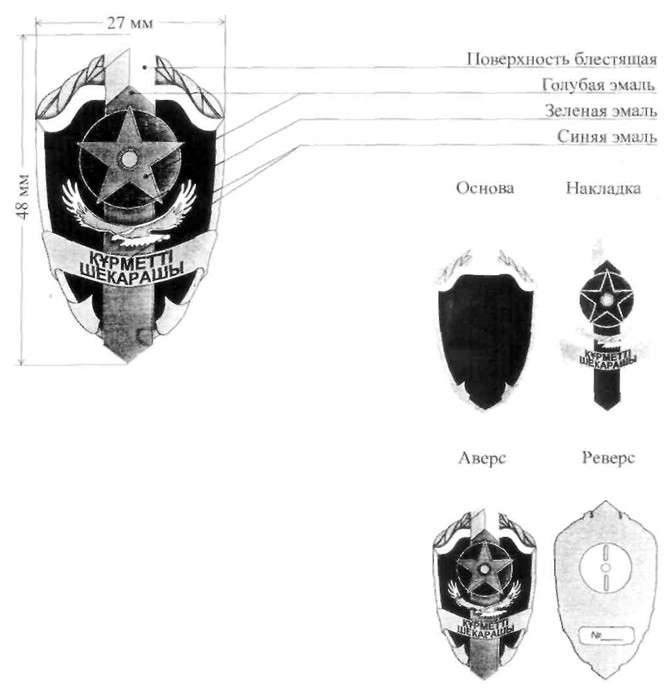 27 мм
Поверхность блестящая
Голубая эмаль
Зеленая эмаль
Синяя эмаль
48 мм
ҚҰРМЕТТІ
ШЕКАРАШЫ
Основа
Накладка
ҚҰРМЕТТІ
ШЕКАРАШЫ
Аверс
Реверс
ҚҰРМЕТТІ
ШЕКАРАШЫ
№